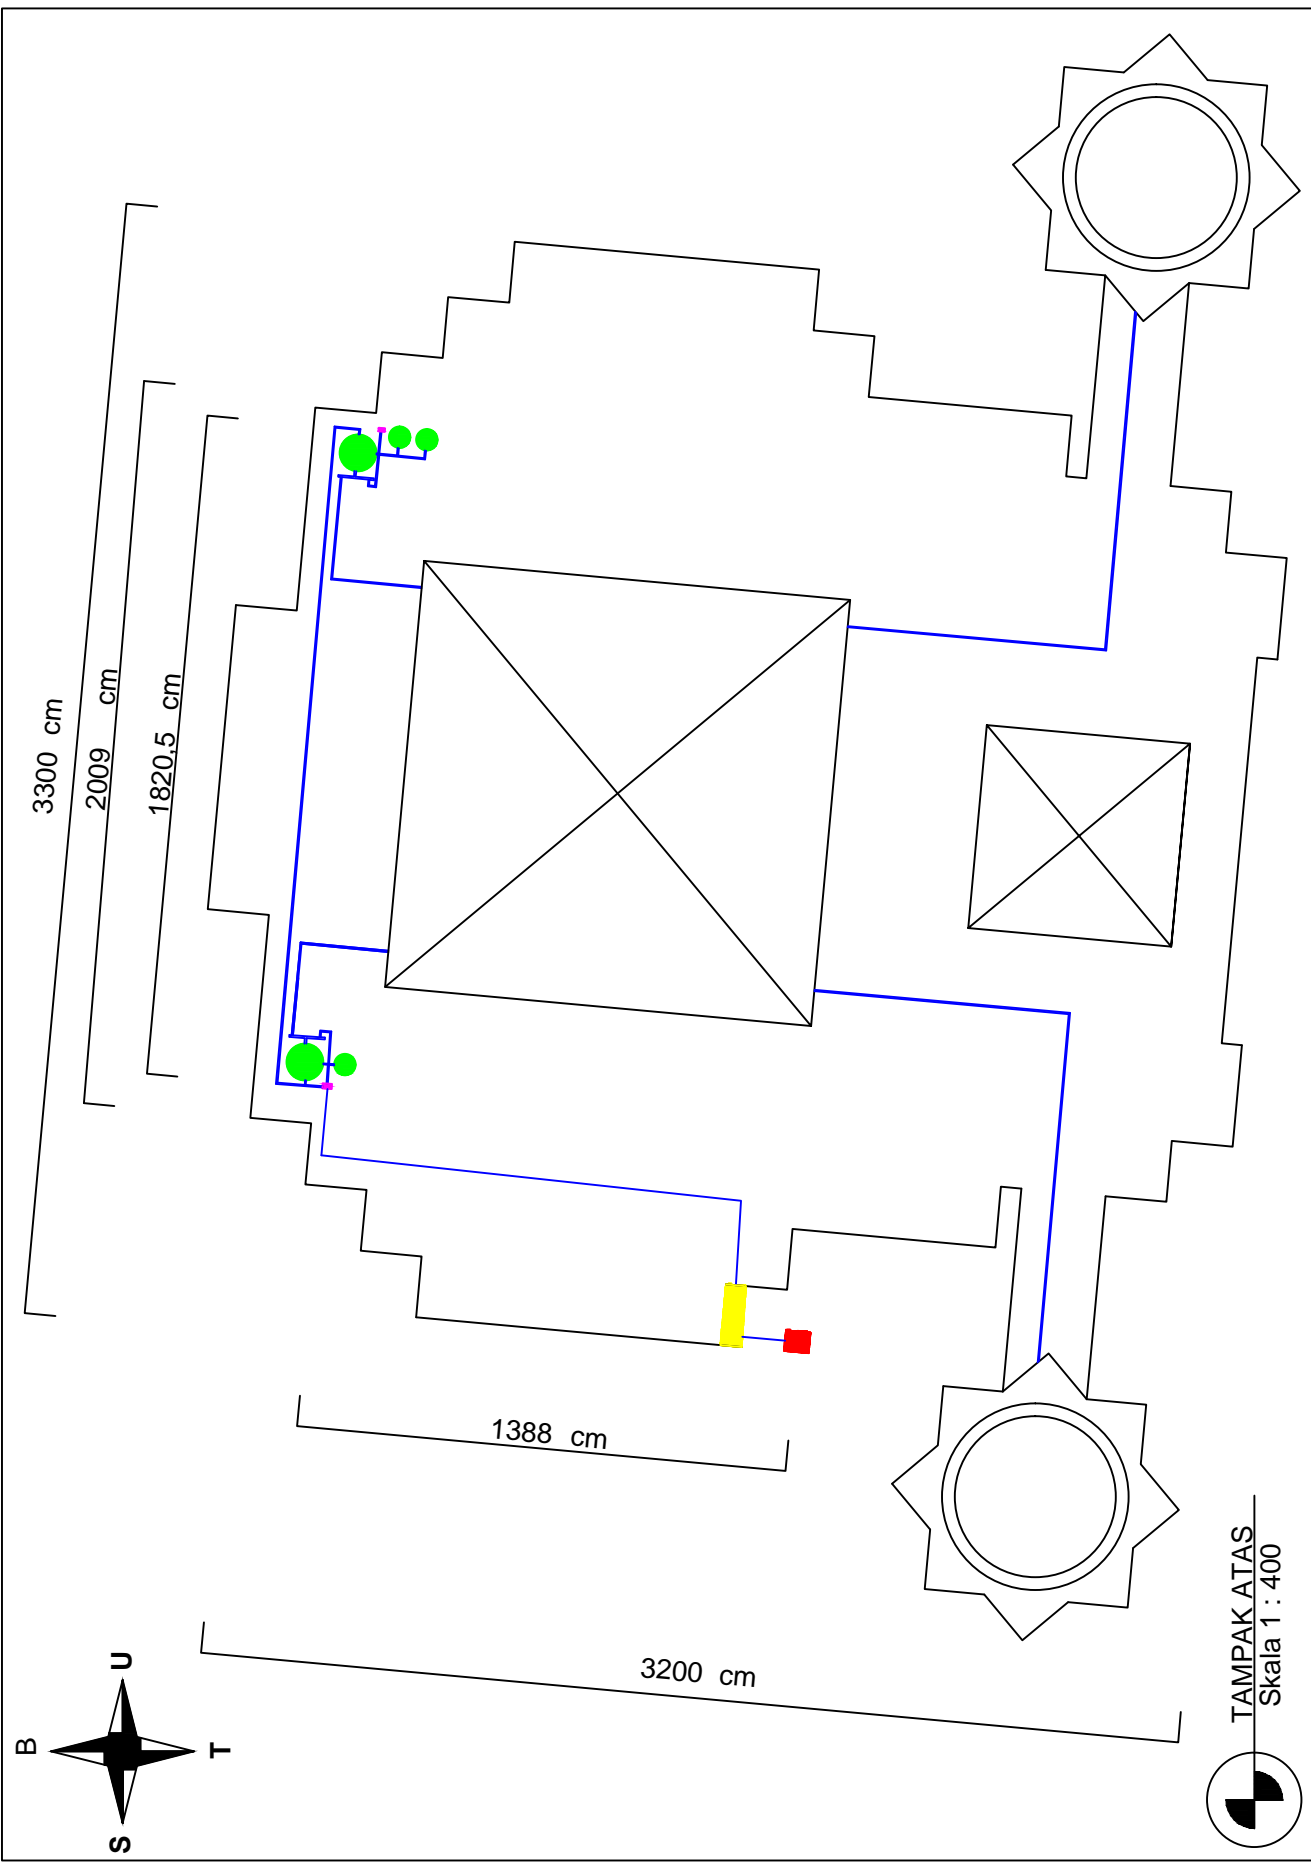 3300 cm
2009 cm
1820,5 cm
1388 cm
3200 cm
B
U
T
S
TAMPAK ATAS
Skala 1 : 400